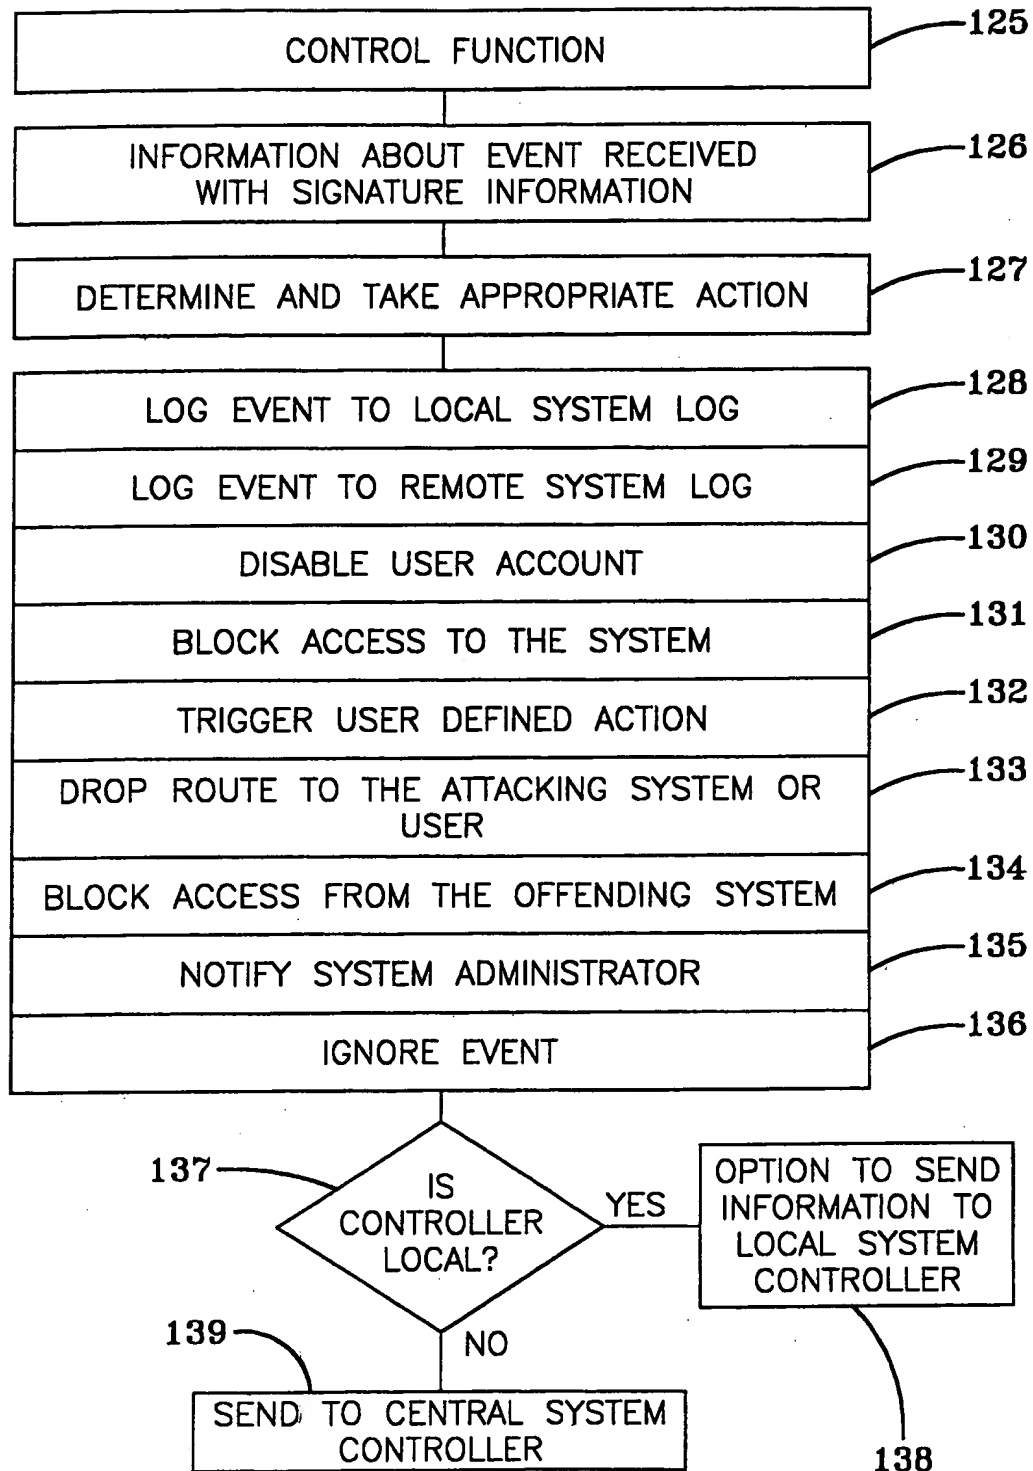 CONTROL FUNCTION
125
INFORMATION ABOUT EVENT RECEIVED
WITH SIGNATURE INFORMATION
126
DETERMINE AND TAKE APPROPRIATE ACTION
127
LOG EVENT TO LOCAL SYSTEM LOG
128
LOG EVENT TO REMOTE SYSTEM LOG
129
DISABLE USER ACCOUNT
130
BLOCK ACCESS TO THE SYSTEM
131
TRIGGER USER DEFINED ACTION
132
DROP ROUTE TO THE ATTACKING SYSTEM OR
USER
133
BLOCK ACCESS FROM THE OFFENDING SYSTEM
134
NOTIFY SYSTEM ADMINISTRATOR
135
IGNORE EVENT
136
137
IS
CONTROLLER
LOCAL?
YES
OPTION TO SEND
INFORMATION TO
LOCAL SYSTEM
CONTROLLER
138
NO
139
SEND TO CENTRAL SYSTEM
CONTROLLER